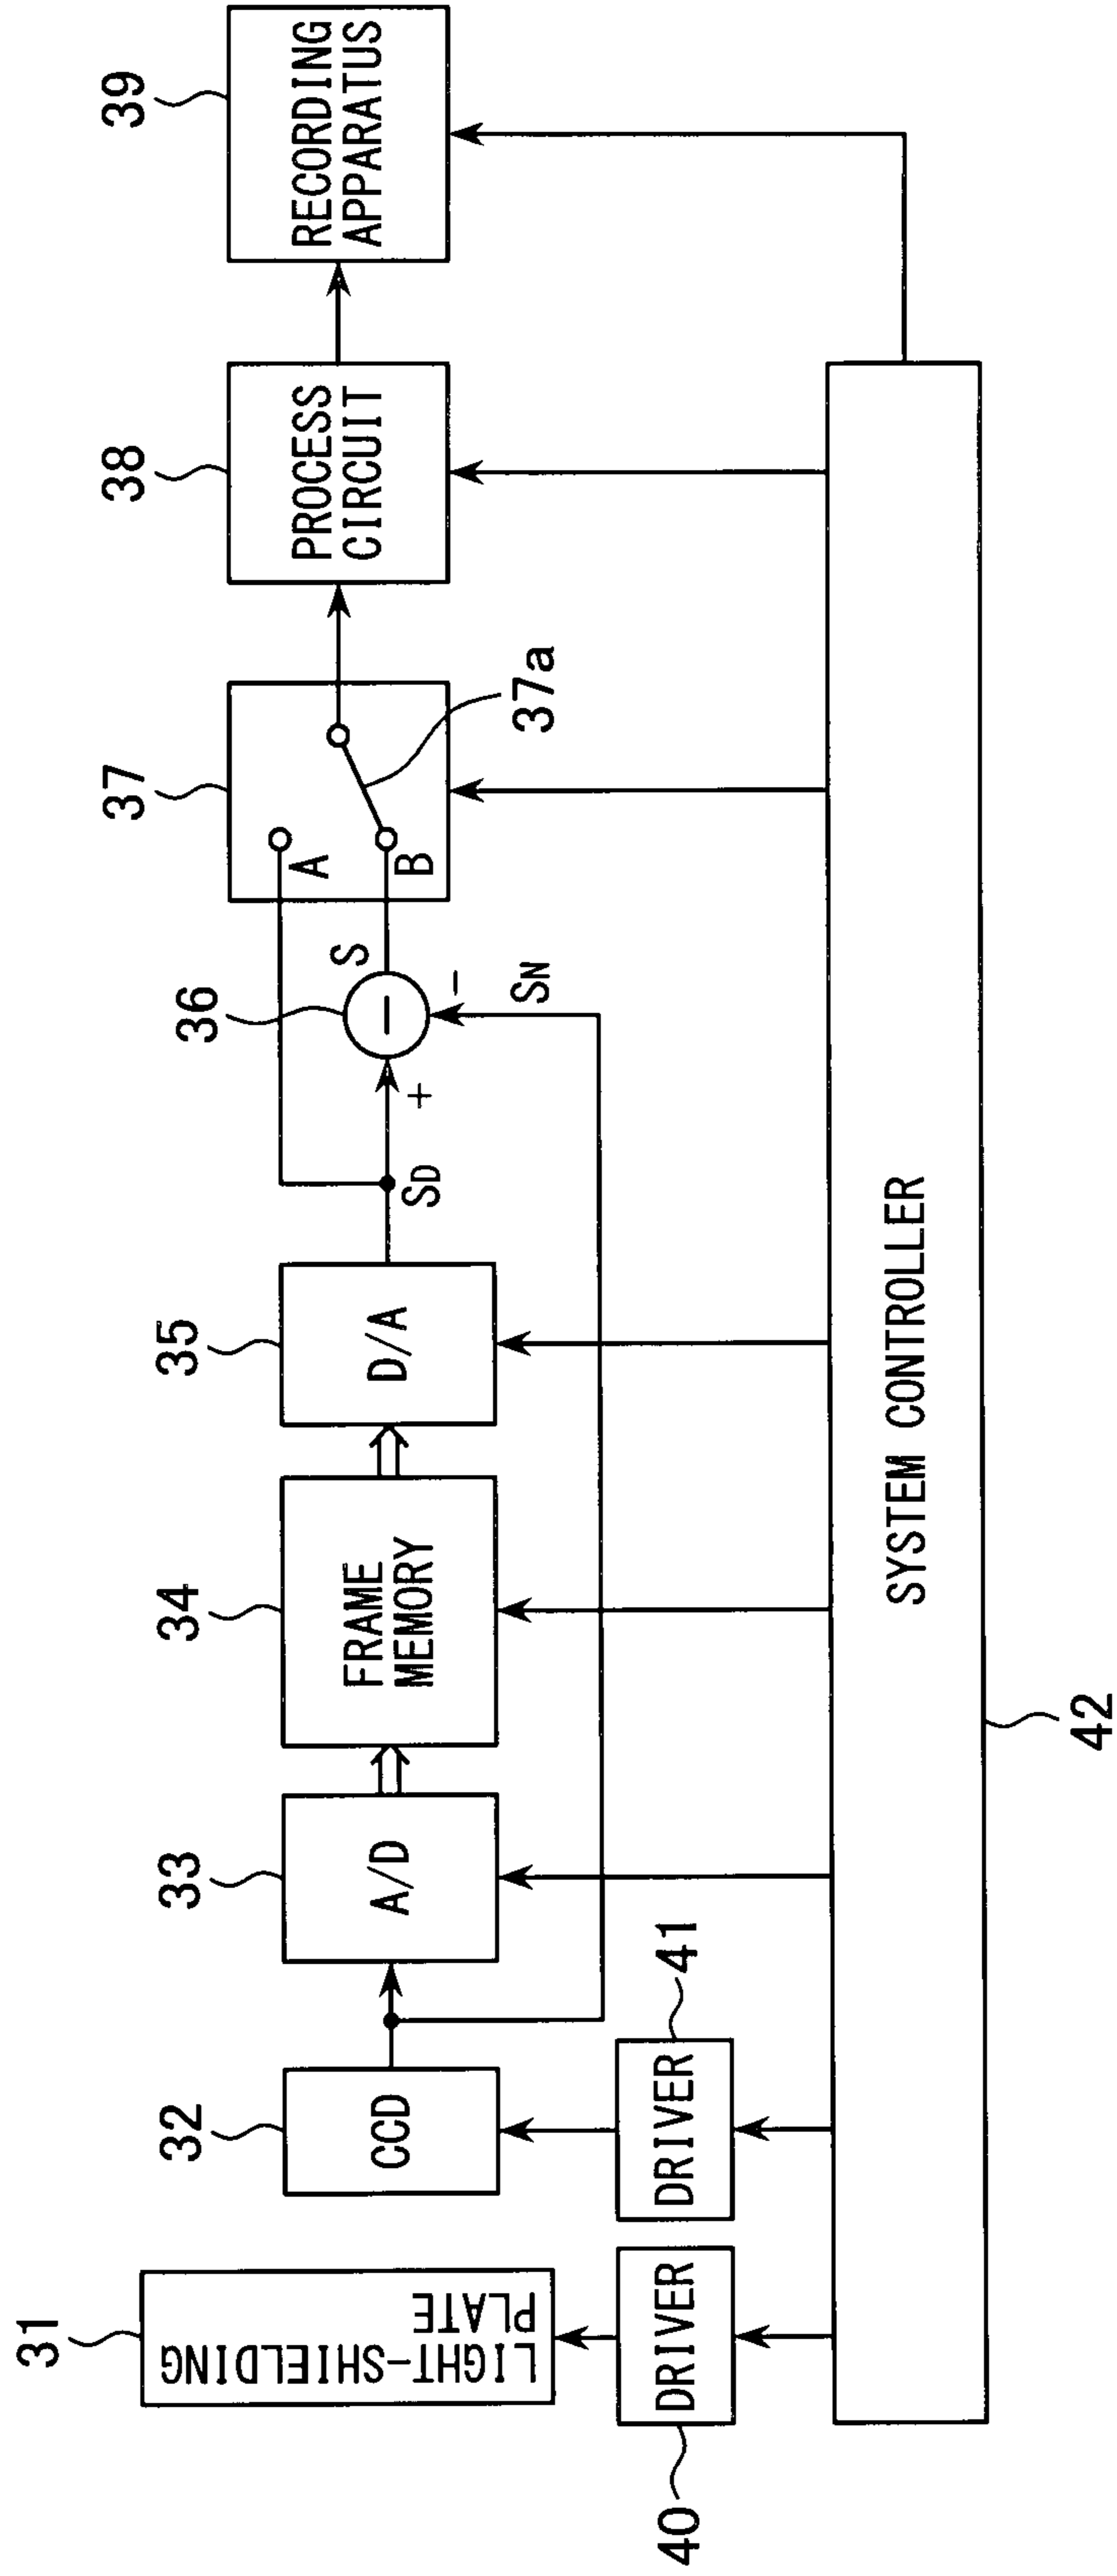 31
LIGHT-SHIELDING
PLATE
32
CCD
33
A/D
34
FRAME
MEMORY
35
D/A
SD
+
36
−
−
S
SN
37
A
B
37a
38
PROCESS
CIRCUIT
39
RECORDING
APPARATUS
40
DRIVER
41
DRIVER
SYSTEM CONTROLLER
42